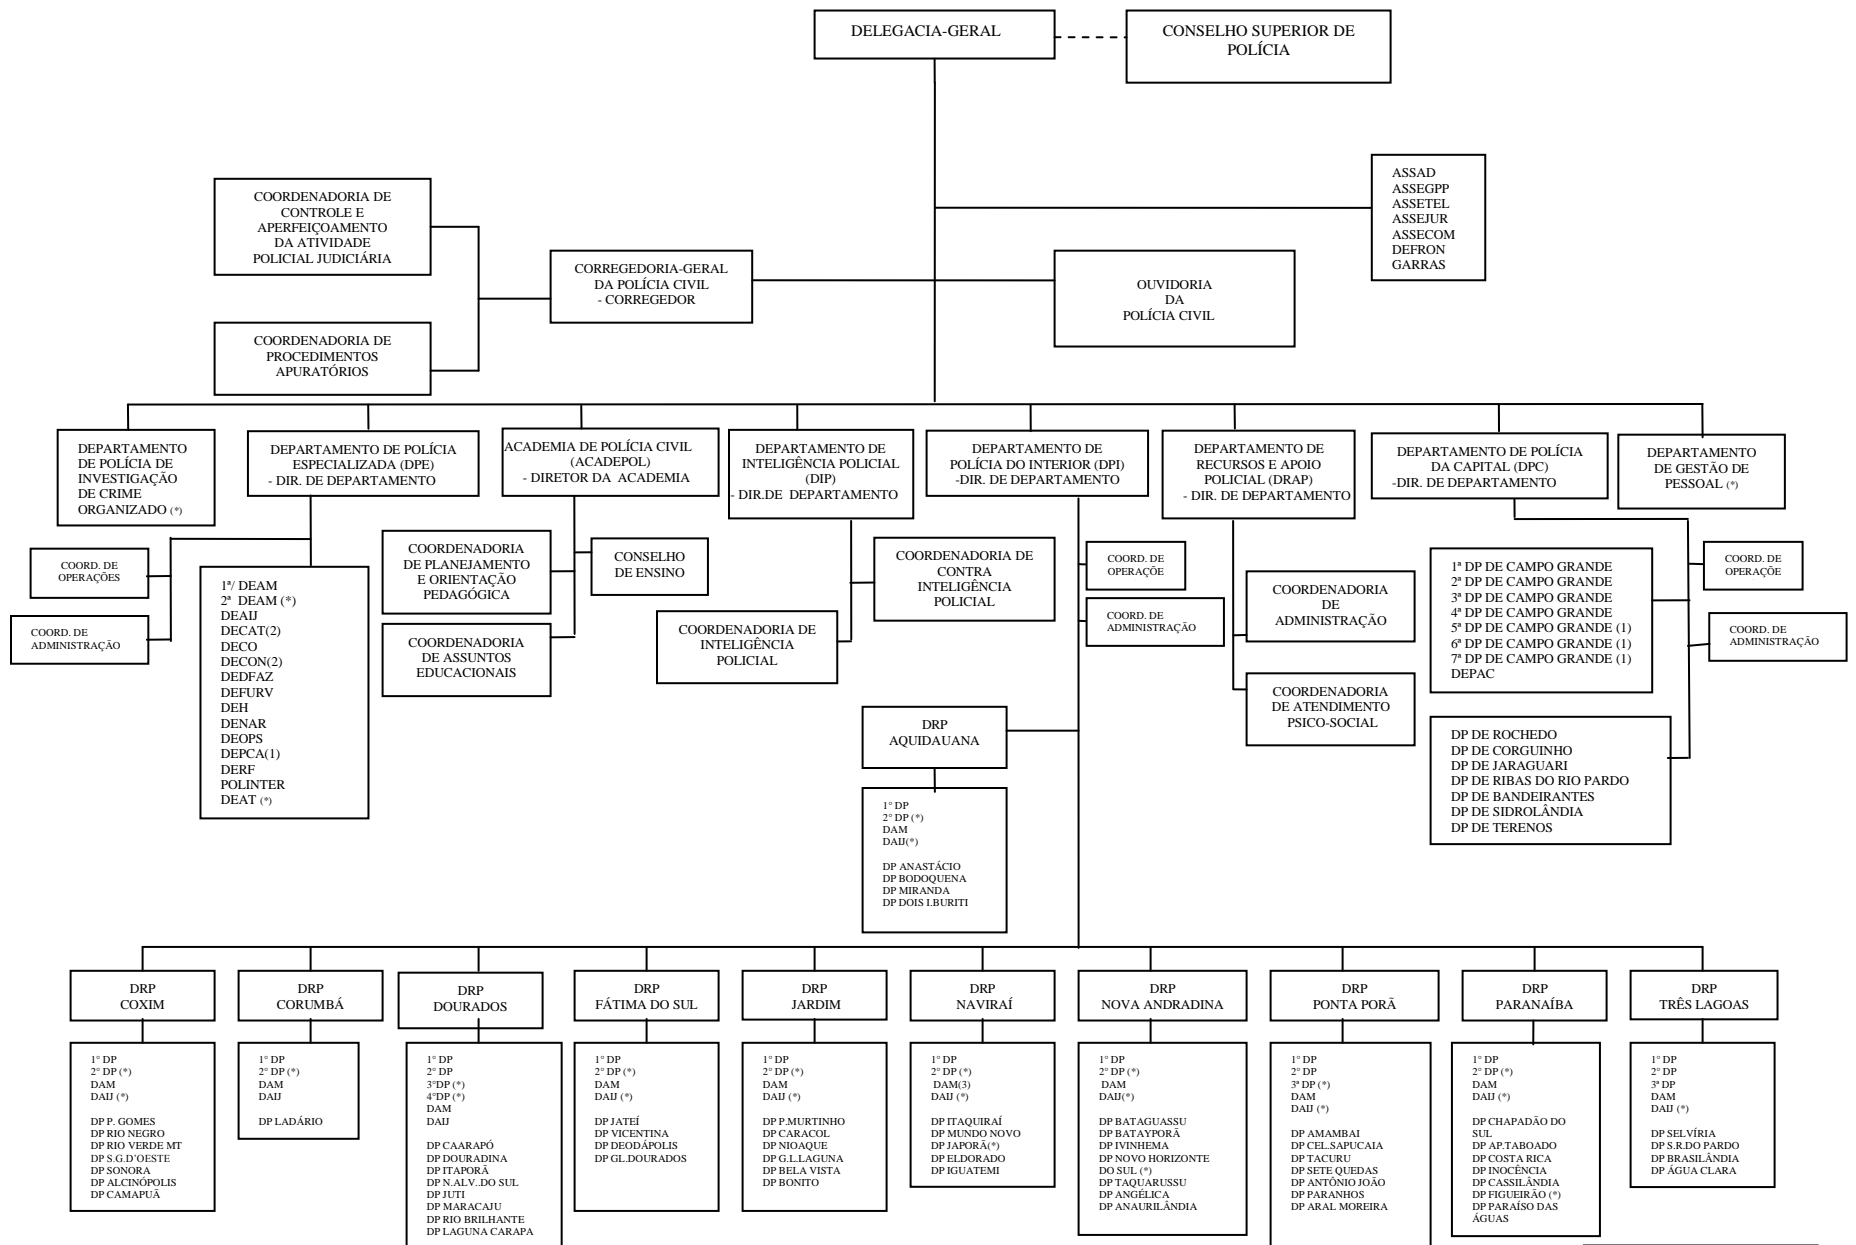 DELEGACIA-GERAL
CONSELHO SUPERIOR DE
POLÍCIA
ASSAD
ASSEGPP
ASSETEL
ASSEJUR
ASSECOM
DEFRON
GARRAS
COORDENADORIA DE
CONTROLE E
APERFEIÇOAMENTO
DA ATIVIDADE
POLICIAL JUDICIÁRIA
CORREGEDORIA-GERAL
DA POLÍCIA CIVIL
- CORREGEDOR
OUVIDORIA
DA
POLÍCIA CIVIL
COORDENADORIA DE
PROCEDIMENTOS
APURATÓRIOS
DEPARTAMENTO
DE POLÍCIA DE
INVESTIGAÇÃO
DE CRIME
ORGANIZADO (*)
DEPARTAMENTO DE POLÍCIA
ESPECIALIZADA (DPE)
- DIR. DE DEPARTAMENTO
ACADEMIA DE POLÍCIA CIVIL
(ACADEPOL)
- DIRETOR DA ACADEMIA
DEPARTAMENTO DE
INTELIGÊNCIA POLICIAL
(DIP)
- DIR.DE DEPARTAMENTO
DEPARTAMENTO DE
POLÍCIA DO INTERIOR (DPI)
-DIR. DE DEPARTAMENTO
DEPARTAMENTO DE
RECURSOS E APOIO
POLICIAL (DRAP)
- DIR. DE DEPARTAMENTO
DEPARTAMENTO DE POLÍCIA
DA CAPITAL (DPC)
-DIR. DE DEPARTAMENTO
DEPARTAMENTO
DE GESTÃO DE
PESSOAL (*)
COORD. DE
OPERAÇÕES
COORD. DE
ADMINISTRAÇÃO
1ª/ DEAM
2ª DEAM (*)
DEAIJ
DECAT(2)
DECO
DECON(2)
DEDFAZ
DEFURV
DEH
DENAR
DEOPS
DEPCA(1)
DERF
POLINTER
DEAT (*)
COORDENADORIA
DE PLANEJAMENTO
E ORIENTAÇÃO
PEDAGÓGICA
CONSELHO
DE ENSINO
COORDENADORIA
DE ASSUNTOS
EDUCACIONAIS
COORDENADORIA DE
CONTRA
INTELIGÊNCIA
POLICIAL
COORDENADORIA DE
INTELIGÊNCIA
POLICIAL
COORD. DE
OPERAÇÕE
COORD. DE
ADMINISTRAÇÃO
COORDENADORIA
DE
ADMINISTRAÇÃO
COORDENADORIA
DE ATENDIMENTO
PSICO-SOCIAL
1ª DP DE CAMPO GRANDE
2ª DP DE CAMPO GRANDE
3ª DP DE CAMPO GRANDE
4ª DP DE CAMPO GRANDE
5ª DP DE CAMPO GRANDE (1)
6ª DP DE CAMPO GRANDE (1)
7ª DP DE CAMPO GRANDE (1)
DEPAC
COORD. DE
OPERAÇÕE
COORD. DE
ADMINISTRAÇÃO
DP DE ROCHEDO
DP DE CORGUINHO
DP DE JARAGUARI
DP DE RIBAS DO RIO PARDO
DP DE BANDEIRANTES
DP DE SIDROLÂNDIA
DP DE TERENOS
DRP
AQUIDAUANA
1° DP
2° DP (*)
DAM
DAIJ(*)
DP ANASTÁCIO
DP BODOQUENA
DP MIRANDA
DP DOIS I.BURITI
DRP
COXIM
DRP
CORUMBÁ
DRP
DOURADOS
DRP
FÁTIMA DO SUL
DRP
JARDIM
DRP
NAVIRAÍ
DRP
NOVA ANDRADINA
DRP
PONTA PORÃ
DRP
PARANAÍBA
DRP
TRÊS LAGOAS
1° DP
2° DP (*)
DAM
DAIJ (*)
DP P. GOMES
DP RIO NEGRO
DP RIO VERDE MT
DP S.G.D'OESTE
DP SONORA
DP ALCINÓPOLIS
DP CAMAPUÃ
1° DP
2° DP (*)
DAM
DAIJ
DP LADÁRIO
1° DP
2° DP
3°DP (*)
4°DP (*)
DAM
DAIJ
DP CAARAPÓ
DP DOURADINA
DP ITAPORÃ
DP N.ALV..DO SUL
DP JUTI
DP MARACAJU
DP RIO BRILHANTE
DP LAGUNA CARAPA
1° DP
2° DP (*)
DAM
DAIJ (*)
DP JATEÍ
DP VICENTINA
DP DEODÁPOLIS
DP GL.DOURADOS
1° DP
2° DP (*)
DAM
DAIJ (*)
DP P.MURTINHO
DP CARACOL
DP NIOAQUE
DP G.L.LAGUNA
DP BELA VISTA
DP BONITO
1° DP
2° DP (*)
DAM(3)
DAIJ (*)
DP ITAQUIRAÍ
DP MUNDO NOVO
DP JAPORÃ(*)
DP ELDORADO
DP IGUATEMI
1° DP
2° DP (*)
DAM
DAIJ(*)
DP BATAGUASSU
DP BATAYPORÃ
DP IVINHEMA
DP NOVO HORIZONTE
DO SUL (*)
DP TAQUARUSSU
DP ANGÉLICA
DP ANAURILÂNDIA
1° DP
2° DP
3ª DP (*)
DAM
DAIJ (*)
DP AMAMBAI
DP CEL.SAPUCAIA
DP TACURU
DP SETE QUEDAS
DP ANTÔNIO JOÃO
DP PARANHOS
DP ARAL MOREIRA
1° DP
2° DP (*)
DAM
DAIJ (*)
DP CHAPADÃO DO
SUL
DP AP.TABOADO
DP COSTA RICA
DP INOCÊNCIA
DP CASSILÂNDIA
DP FIGUEIRÃO (*)
DP PARAÍSO DAS
ÁGUAS
1° DP
2° DP
3ª DP
DAM
DAIJ (*)
DP SELVÍRIA
DP S.R.DO PARDO
DP BRASILÂNDIA
DP ÁGUA CLARA